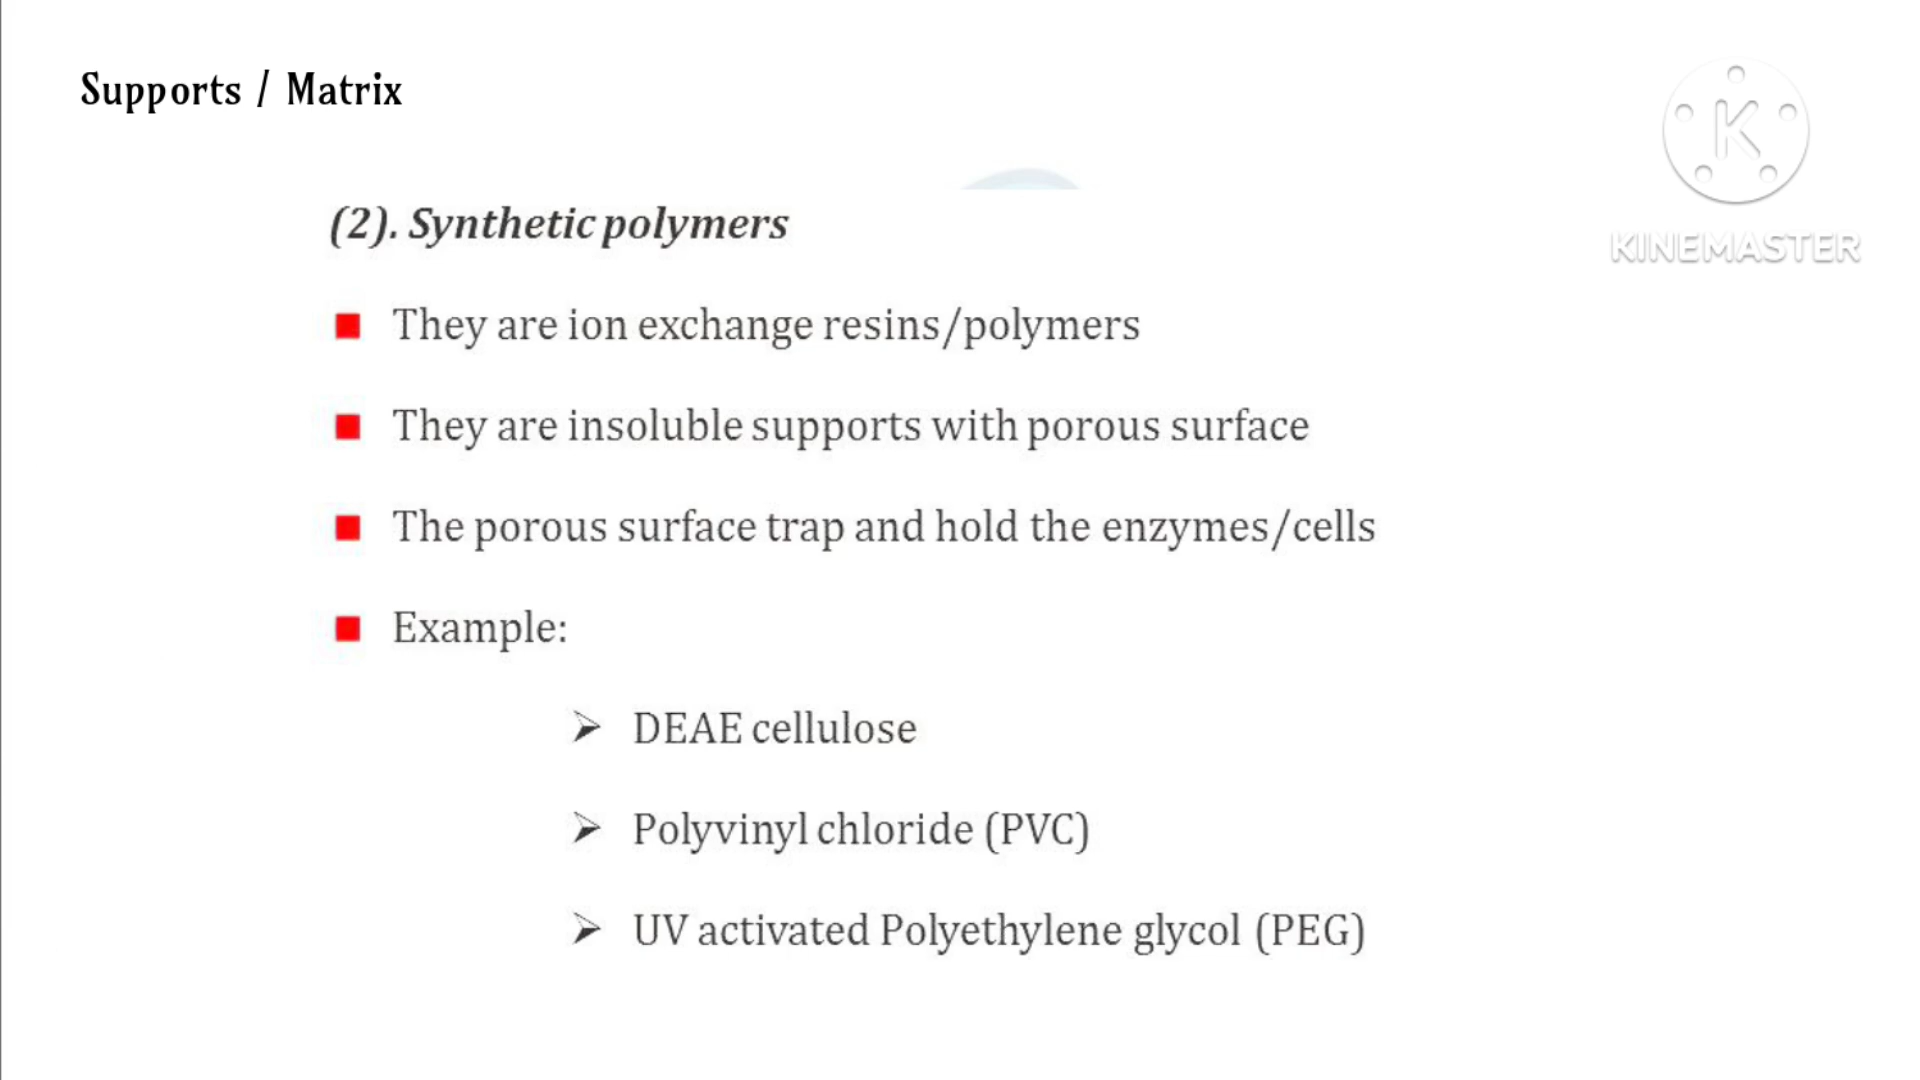 Supports / Matrix
K
KINEMASTER
(2). Synthetic polymers
They are ion exchange resins/polymers
They are insoluble supports with porous surface
The porous surface trap and hold the enzymes/cells
Example:
DEAE cellulose
Polyvinyl chloride (PVC)
UV activated Polyethylene glycol (PEG)